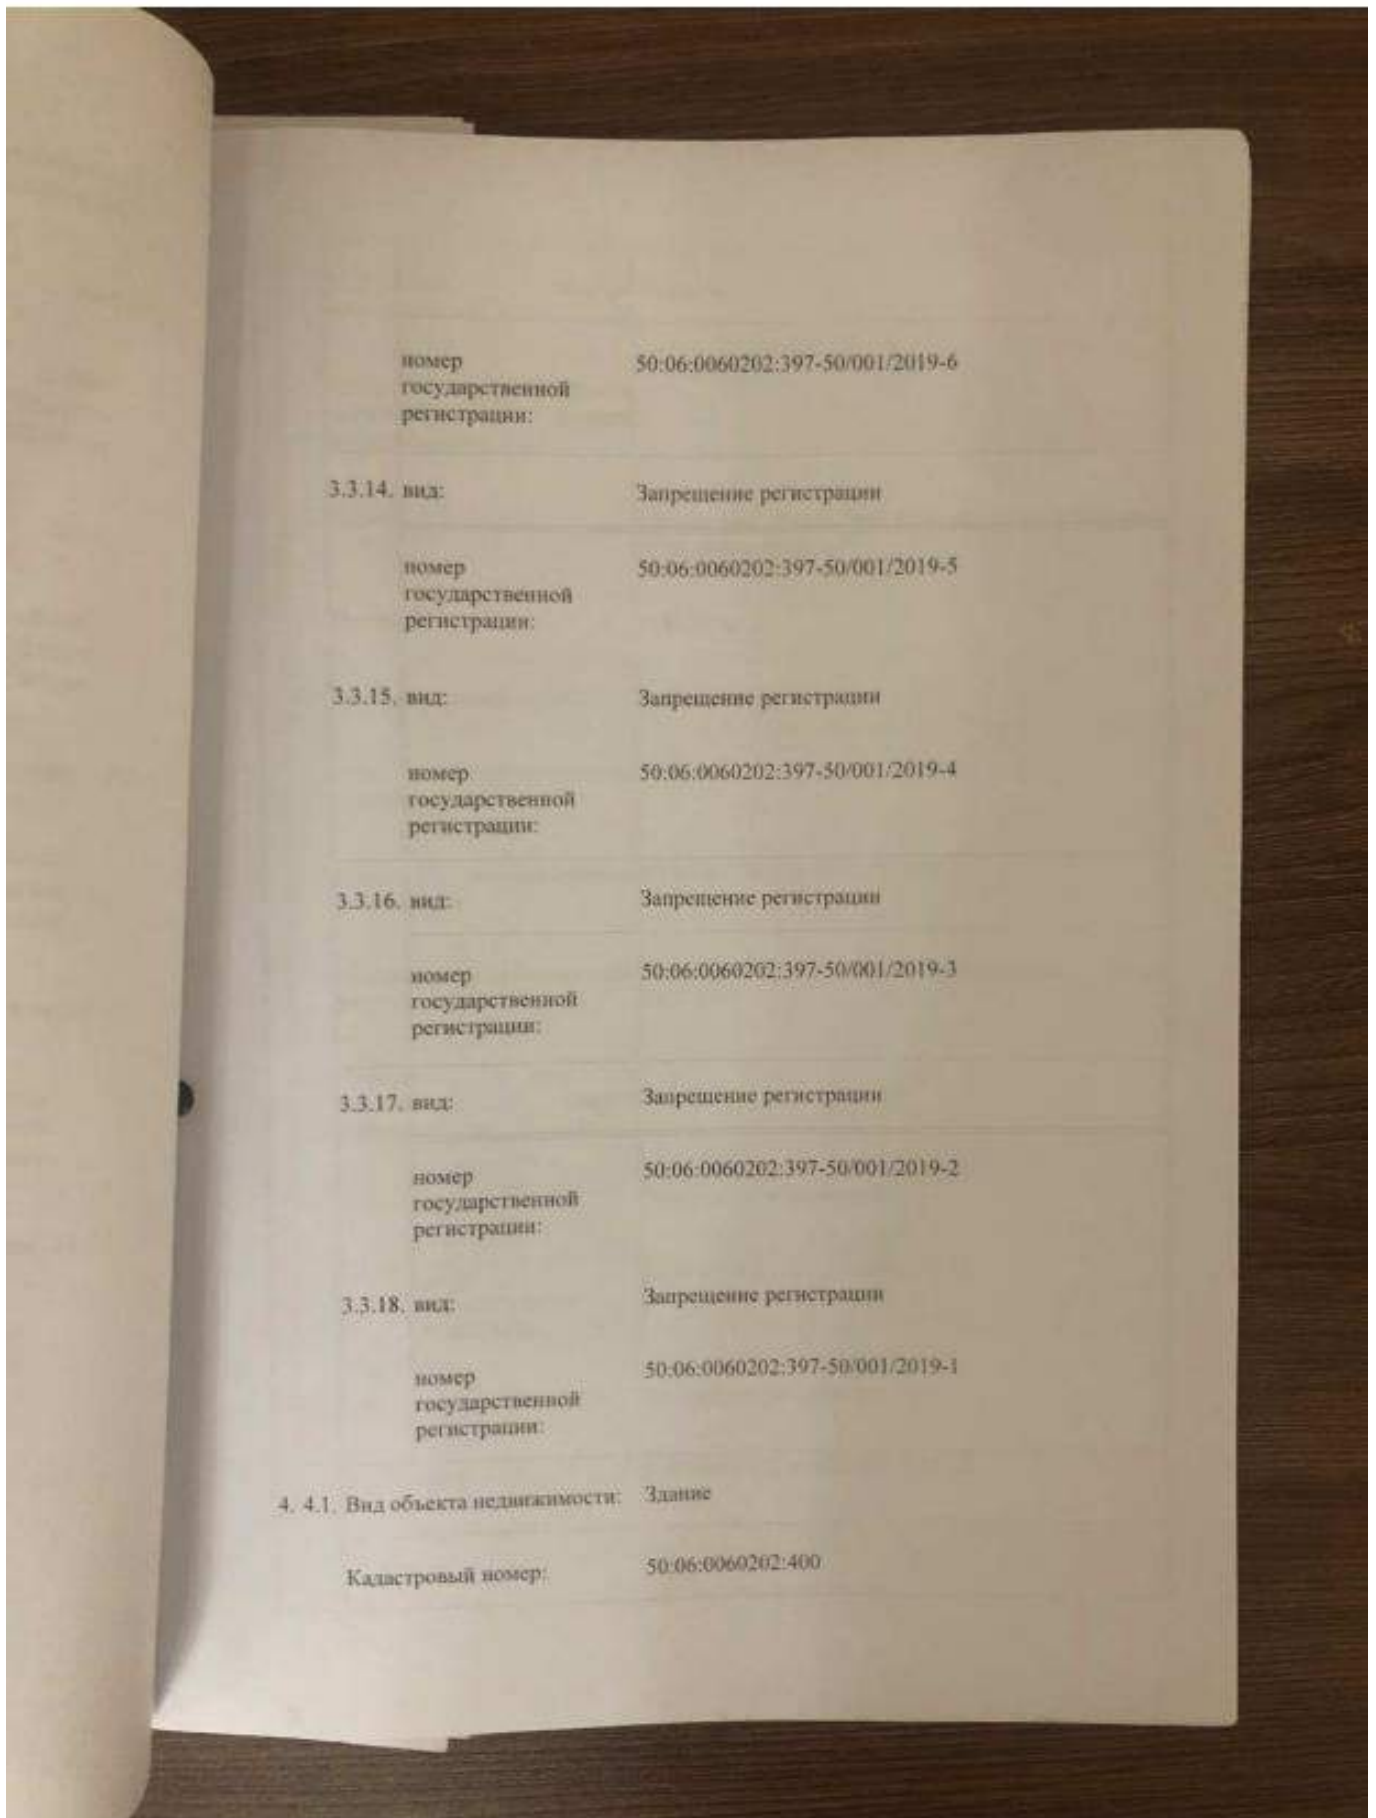 номер 50:06:0060202:397-50/001/2019-6
государственной
регистрации:
3.3.14. вид: Запрещение регистрации
номер 50:06:0060202:397-50/001/2019-5
государственной
регистрации:
3.3.15. вид: Запрещение регистрации
номер 50:06:0060202:397-50/001/2019-4
государственной
регистрации:
3.3.16. вид: Запрещение регистрации
номер 50:06:0060202:397-50/001/2019-3
государственной
регистрации:
3.3.17. вид: Запрещение регистрации
номер 50:06:0060202:397-50/001/2019-2
государственной
регистрации:
3.3.18. вид: Запрещение регистрации
номер 50:06:0060202:397-50/001/2019-1
государственной
регистрации:
4. 4.1. Вид объекта недвижимости: Здание
Кадастровый номер: 50:06:0060202:400